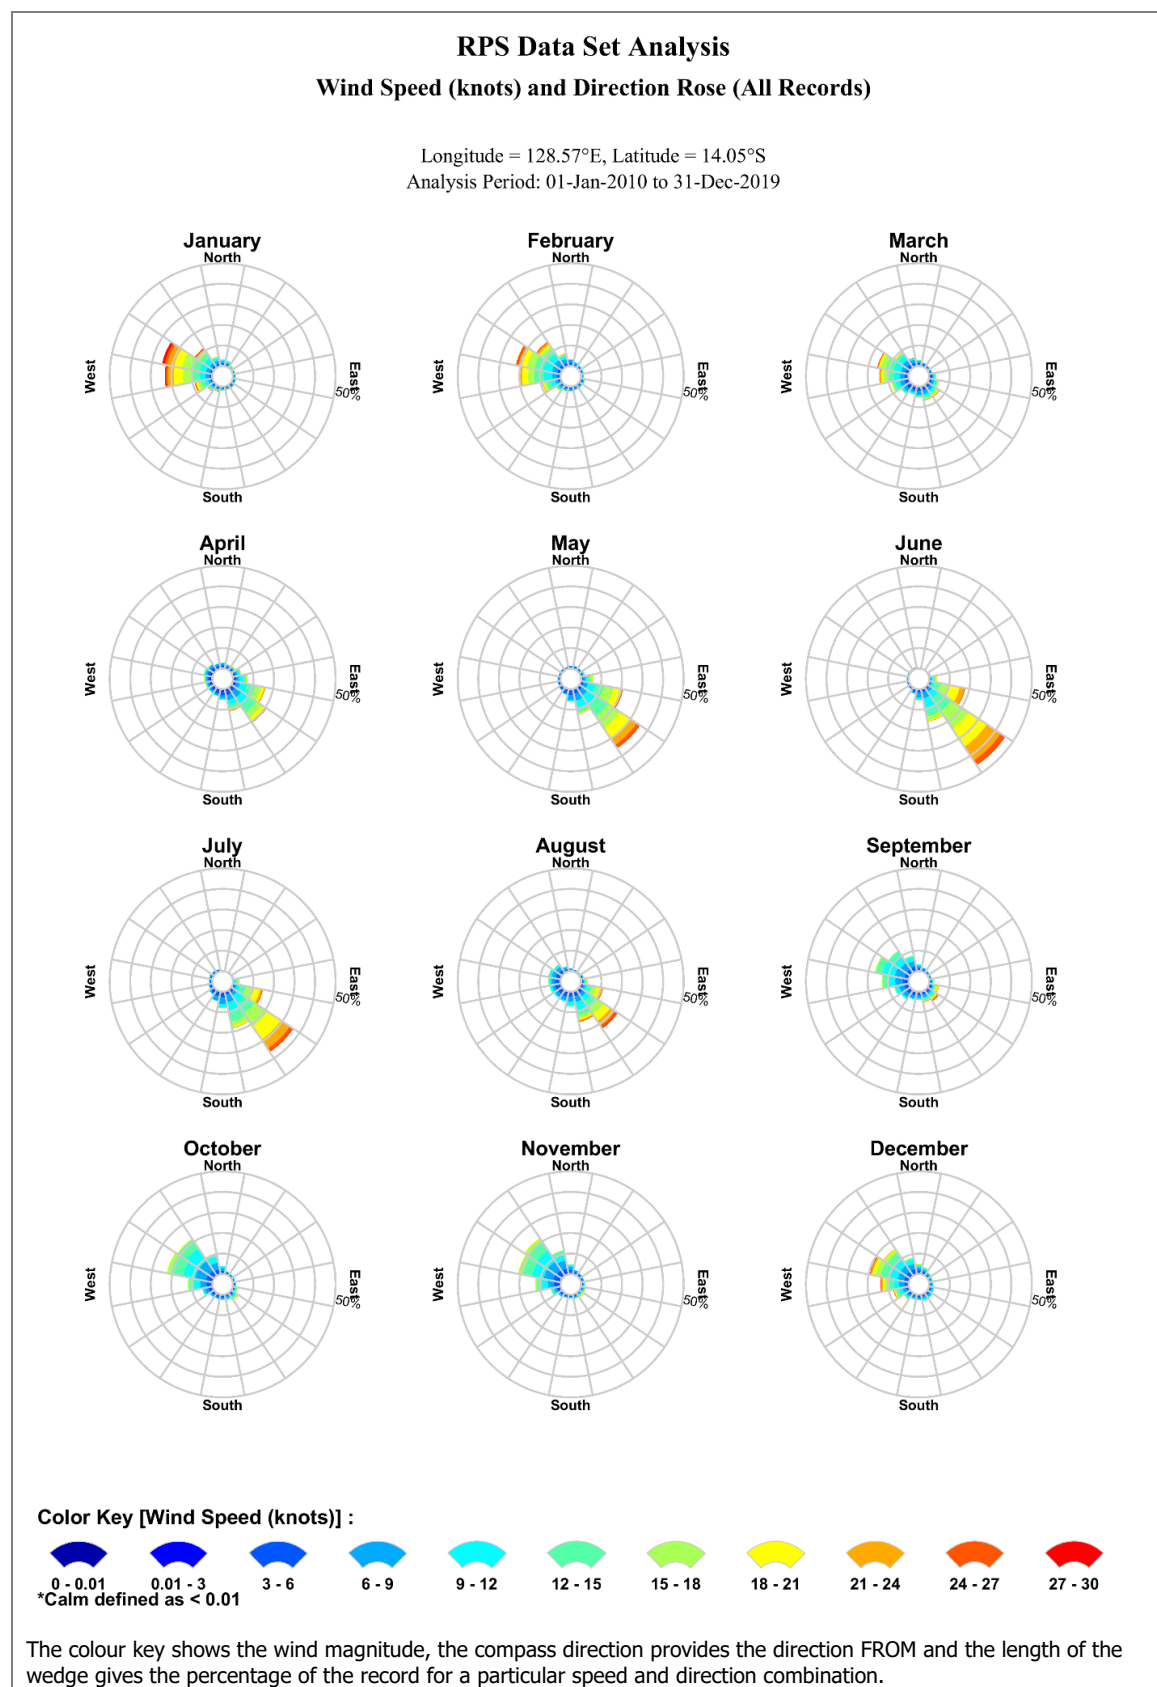 RPS Data Set Analysis
Wind Speed (knots) and Direction Rose (All Records)
Longitude = 128.57°E, Latitude = 14.05°S
Analysis Period: 01-Jan-2010 to 31-Dec-2019
January February March
North North North
West East West East West East
50% 50% 50%
South South South
April May June
North North North
West East West East West East
50% 50% 50%
South South South
July August September
North North North
West East West East West East
50% 50% 50%
South South South
October November December
North North North
West East West East West East
50% 50% 50%
South South South
Color Key [Wind Speed (knots)] :
0 - 0.01 0.01 - 3 3 - 6 6 - 9 9 - 12 12 - 15 15 - 18 18 - 21 21 - 24 24 - 27 27 - 30
*Calm defined as < 0.01
The colour key shows the wind magnitude, the compass direction provides the direction FROM and the length of the
wedge gives the percentage of the record for a particular speed and direction combination.